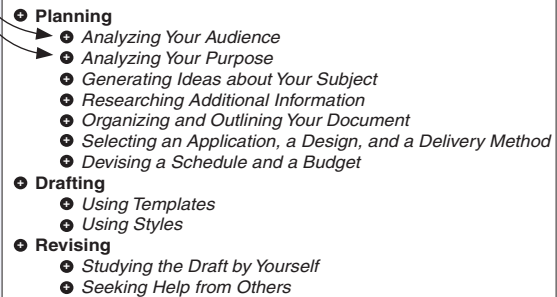 Planning
Analyzing Your Audience
Analyzing Your Purpose
Generating Ideas about Your Subject
Researching Additional Information
Organizing and Outlining Your Document
Selecting an Application, a Design, and a Delivery Method
Devising a Schedule and a Budget
Drafting
Using Templates
Using Styles
Revising
Studying the Draft by Yourself
Seeking Help from Others